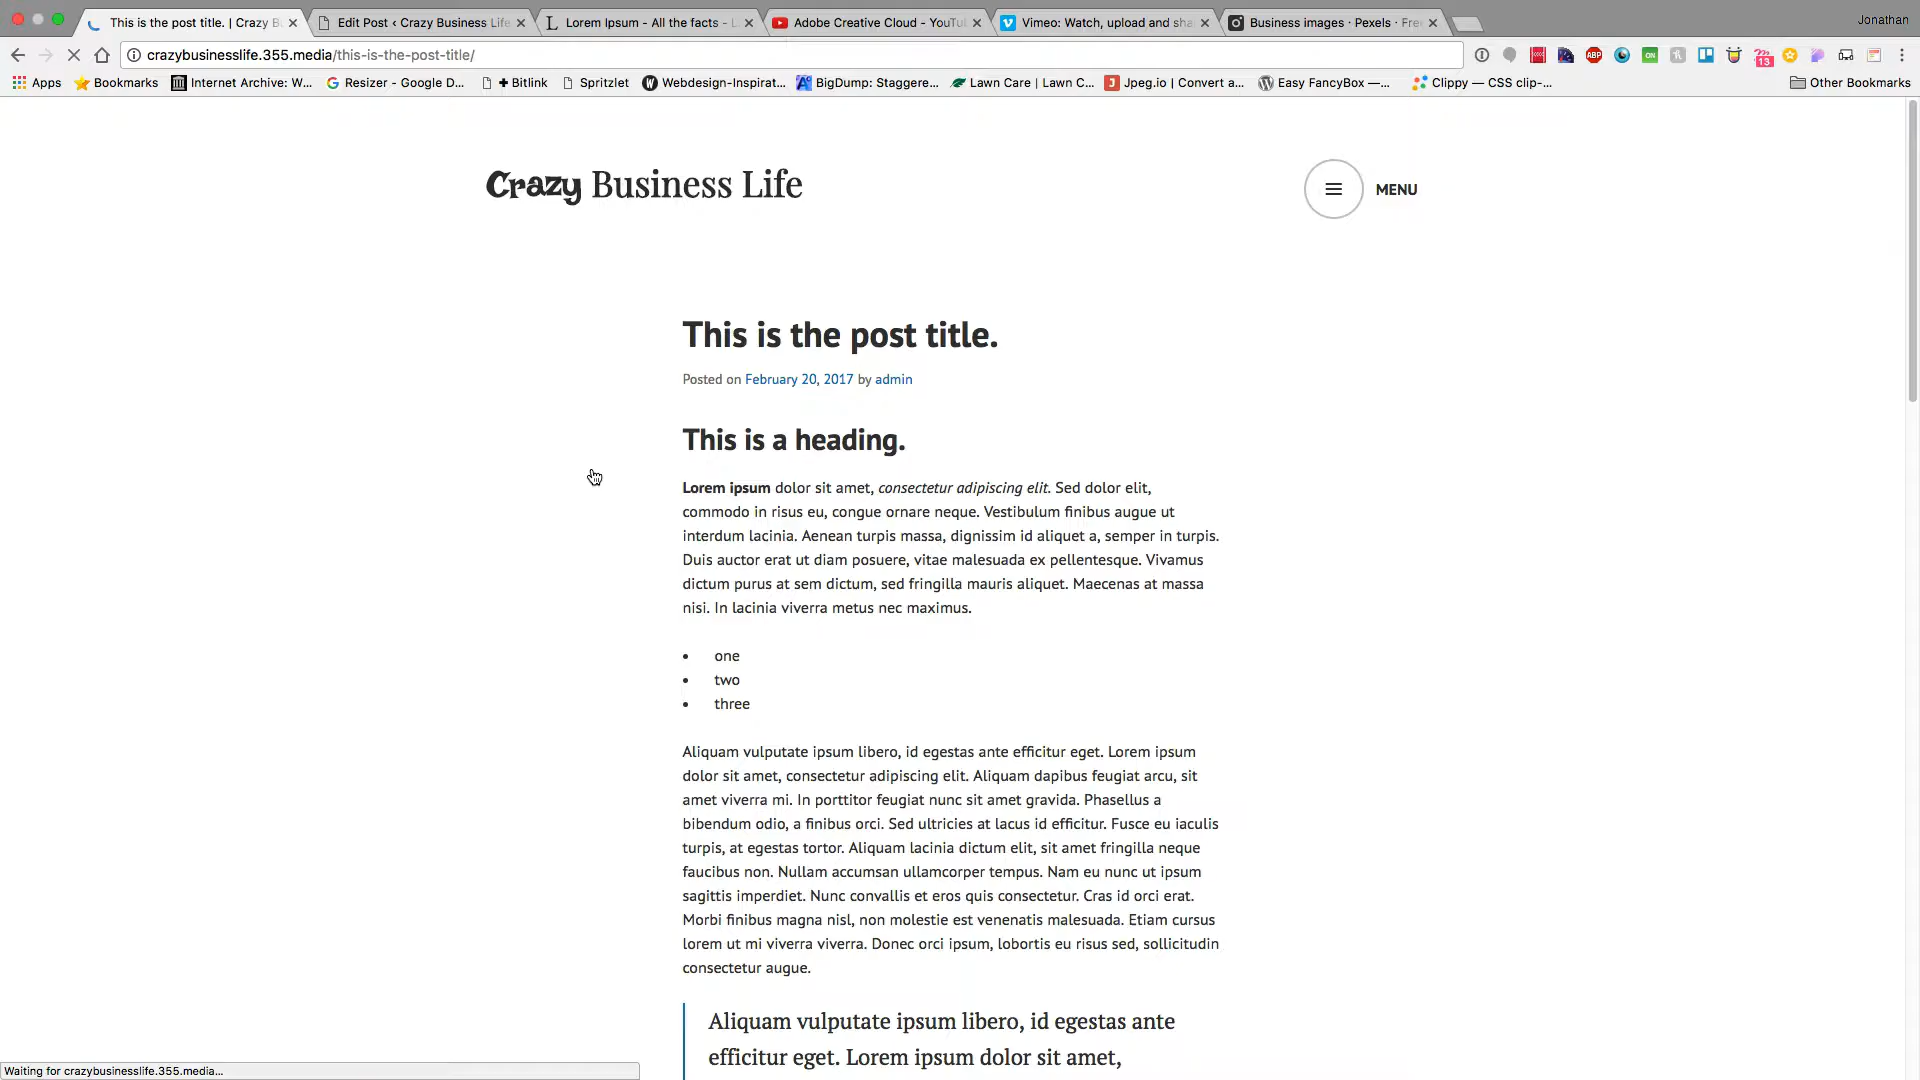 This is the post title. | Crazy B
Edit Post ‹ Crazy Business Life
Lorem Ipsum - All the facts - L
Adobe Creative Cloud - YouTu
Vimeo: Watch, upload and sha
Business images · Pexels · Free
Jonathan
crazybusinesslife.355.media/this-is-the-post-title/
13
ABP
ON
Apps
Bookmarks
Internet Archive: W...
Resizer - Google D...
✚ Bitlink
Spritzlet
Webdesign-Inspirat...
BigDump: Staggere...
Lawn Care | Lawn C...
Jpeg.io | Convert a...
Easy FancyBox —...
Clippy — CSS clip-...
Other Bookmarks
Crazy Business Life
MENU
This is the post title.
Posted on February 20, 2017 by admin
This is a heading.
Lorem ipsum dolor sit amet, consectetur adipiscing elit. Sed dolor elit,
commodo in risus eu, congue ornare neque. Vestibulum finibus augue ut
interdum lacinia. Aenean turpis massa, dignissim id aliquet a, semper in turpis.
Duis auctor erat ut diam posuere, vitae malesuada ex pellentesque. Vivamus
dictum purus at sem dictum, sed fringilla mauris aliquet. Maecenas at massa
nisi. In lacinia viverra metus nec maximus.
• one
• two
• three
Aliquam vulputate ipsum libero, id egestas ante efficitur eget. Lorem ipsum
dolor sit amet, consectetur adipiscing elit. Aliquam dapibus feugiat arcu, sit
amet viverra mi. In porttitor feugiat nunc sit amet gravida. Phasellus a
bibendum odio, a finibus orci. Sed ultricies at lacus id efficitur. Fusce eu iaculis
turpis, at egestas tortor. Aliquam lacinia dictum elit, sit amet fringilla neque
faucibus non. Nullam accumsan ullamcorper tempus. Nam eu nunc ut ipsum
sagittis imperdiet. Nunc convallis et eros quis consectetur. Cras id orci erat.
Morbi finibus magna nisl, non molestie est venenatis malesuada. Etiam cursus
lorem ut mi viverra viverra. Donec orci ipsum, lobortis eu risus sed, sollicitudin
consectetur augue.
Aliquam vulputate ipsum libero, id egestas ante
efficitur eget. Lorem ipsum dolor sit amet,
Waiting for crazybusinesslife.355.media...